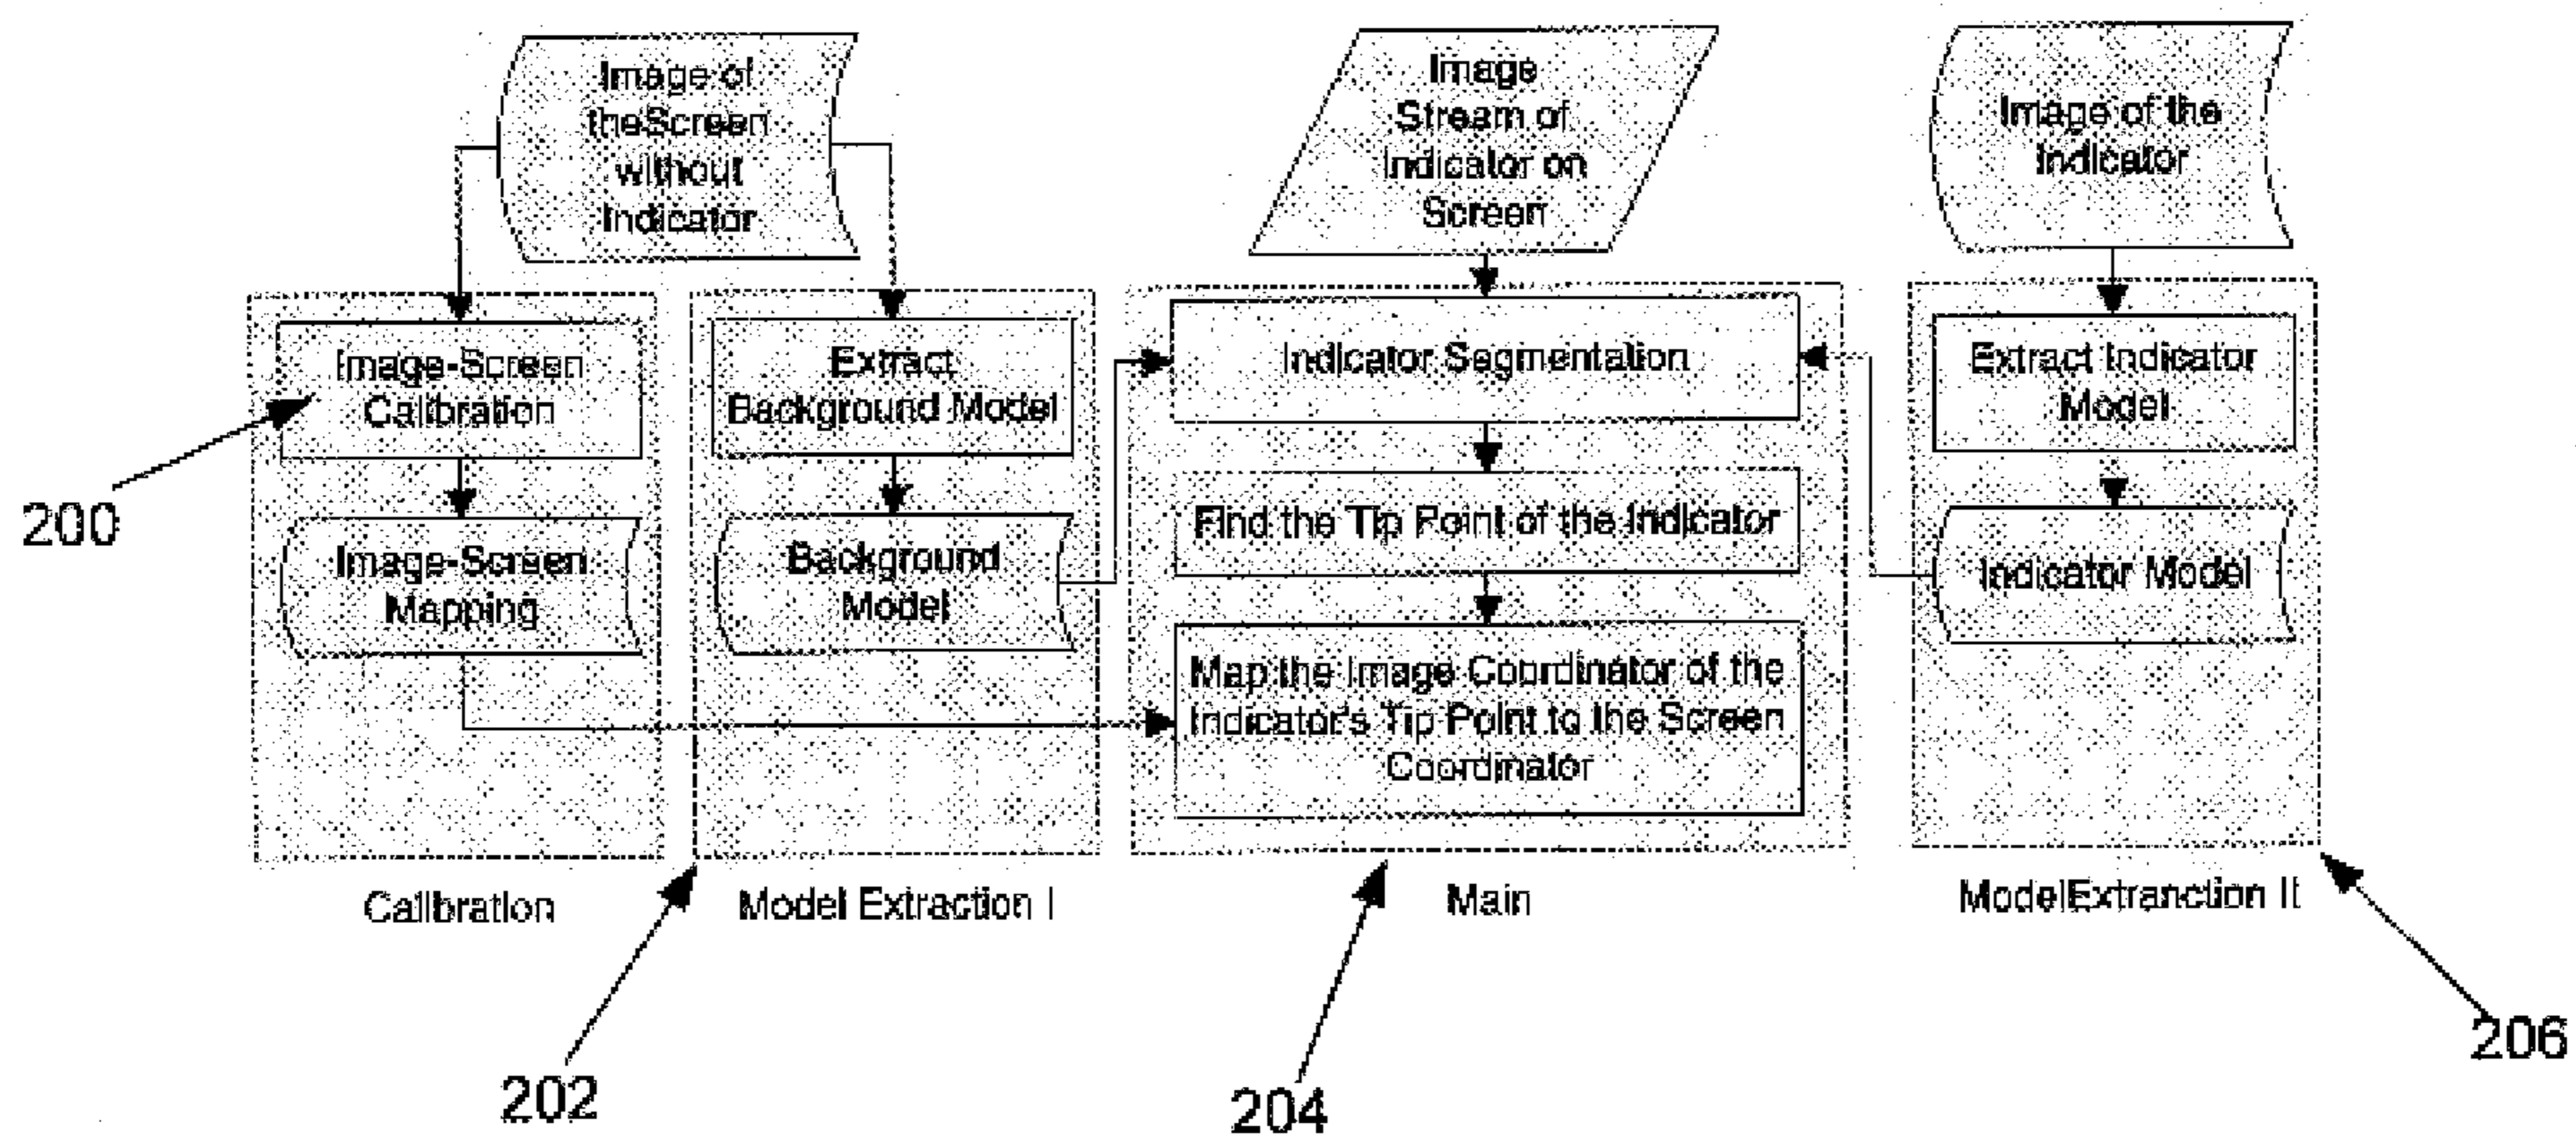 Image of
theScreen
without
Indicator
Image
Stream of
Indicator on
Screen
Image of the
Indicator
Image-Screen
Calibration
Extract
Background Model
Indicator Segmentation
Extract Indicator
Model
200
Image-Screen
Mapping
Background
Model
Find the Tip Point of the Indicator
Indicator Model
Map the Image Coordinator of the
Indicator's Tip Point to the Screen
Coordinator
Calibration
Model Extraction I
Main
ModelExtranction II
202
204
206